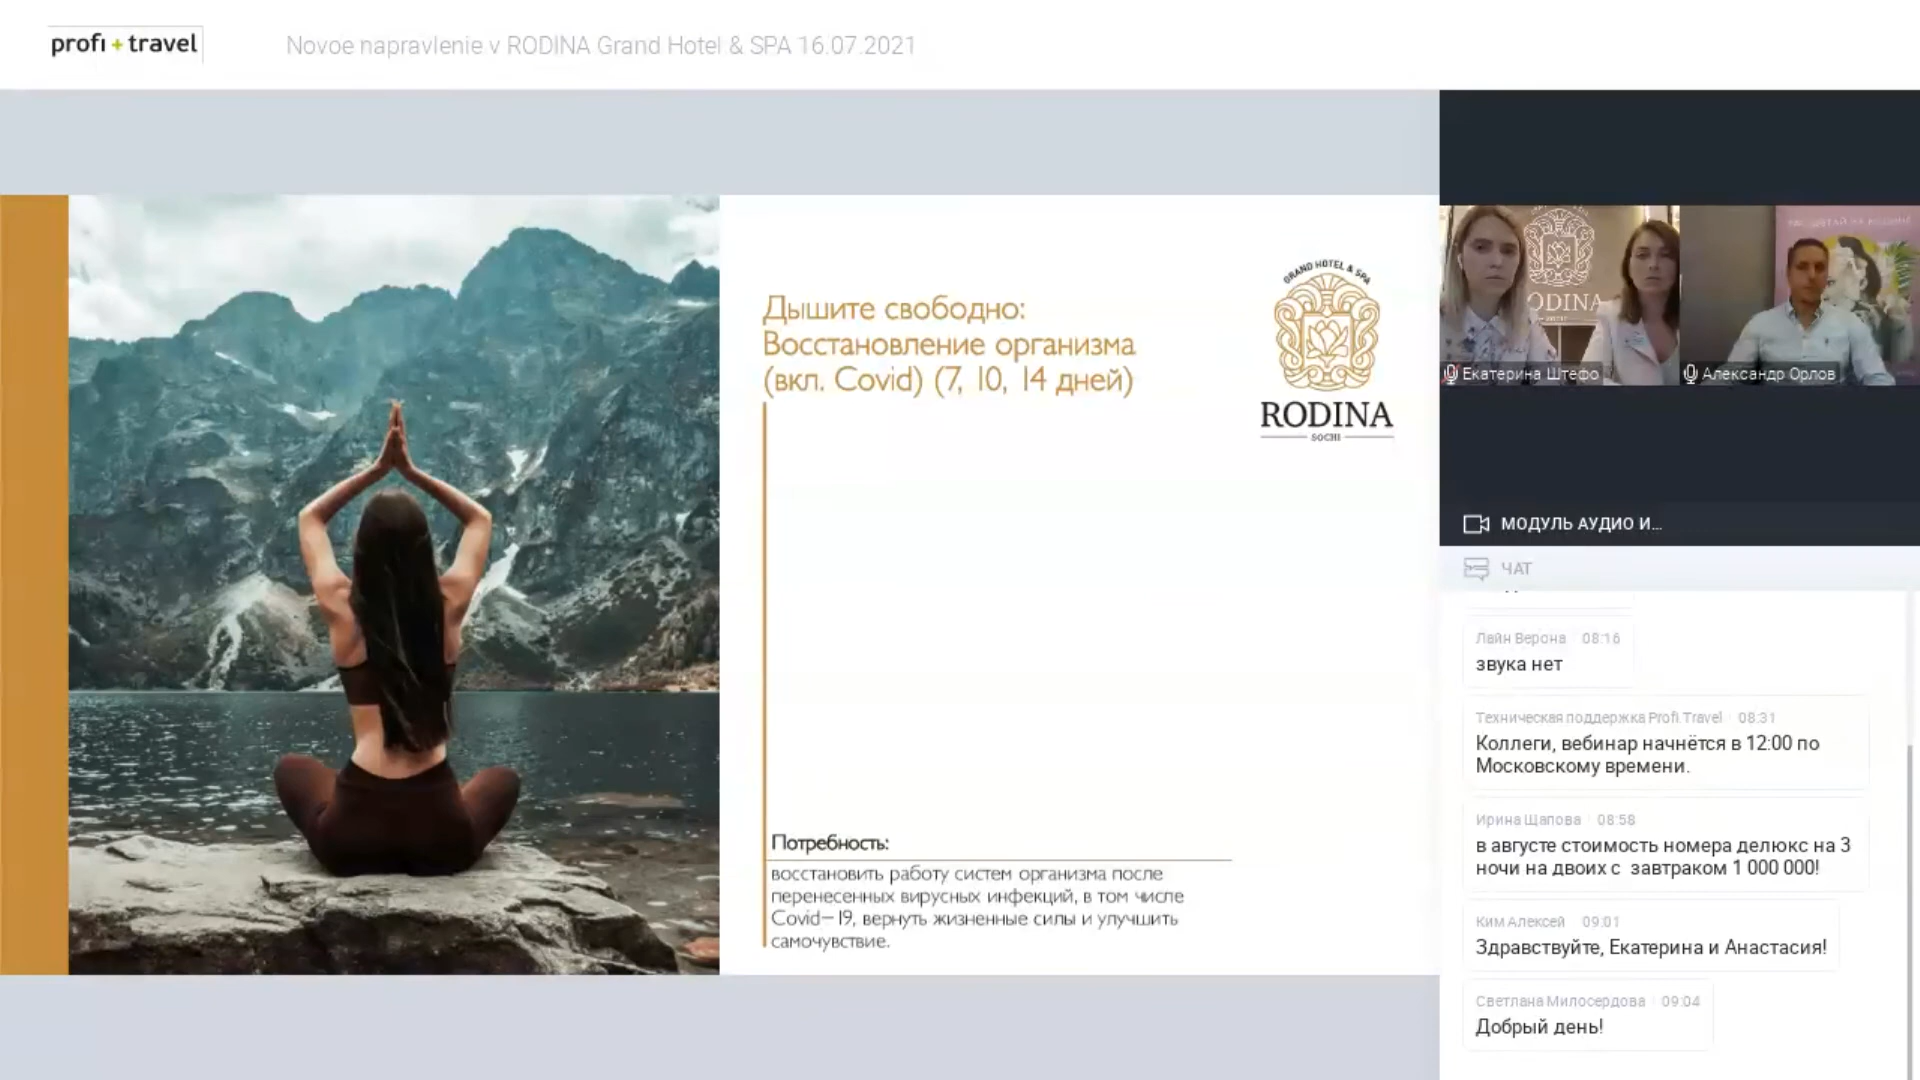 profi + travel
Novoe napravlenie v RODINA Grand Hotel & SPA 16.07.2021
Дышите свободно:
Восстановление организма
(вкл. Covid) (7, 10, 14 дней)
GRAND HOTEL & SPA
RODINA
SOCHI
Потребность:
восстановить работу систем организма после
перенесенных вирусных инфекций, в том числе
Covid-19, вернуть жизненные силы и улучшить
самочувствие.
ODINA
Екатерина Штефо
Александр Орлов
МОДУЛЬ АУДИО И...
ЧАТ
Лайн Верона 08:16
звука нет
Техническая поддержка Profi.Travel 08:31
Коллеги, вебинар начнётся в 12:00 по
Московскому времени.
Ирина Щапова 08:58
в августе стоимость номера делюкс на 3
ночи на двоих с завтраком 1 000 000!
Ким Алексей 09:01
Здравствуйте, Екатерина и Анастасия!
Светлана Милосердова 09:04
Добрый день!